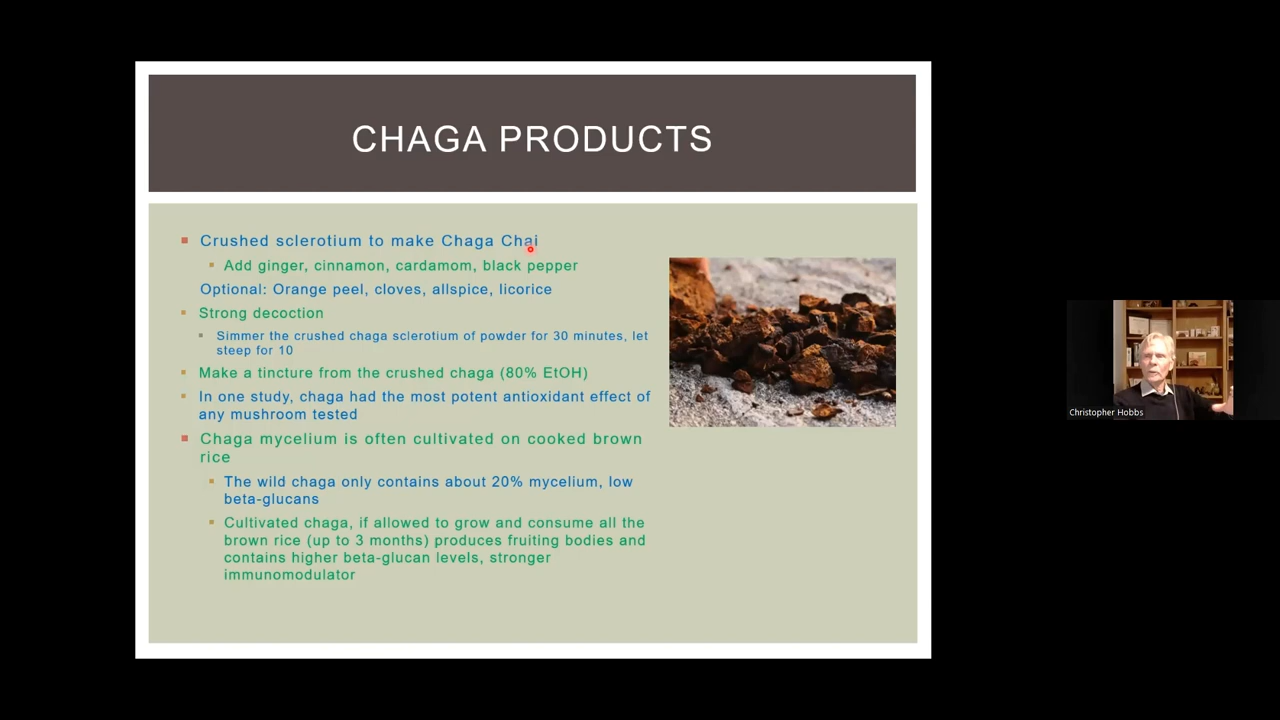 CHAGA PRODUCTS
Crushed sclerotium to make Chaga Chai
Add ginger, cinnamon, cardamom, black pepper
Optional: Orange peel, cloves, allspice, licorice
Strong decoction
Simmer the crushed chaga sclerotium of powder for 30 minutes, let
steep for 10
Make a tincture from the crushed chaga (80% EtOH)
In one study, chaga had the most potent antioxidant effect of
any mushroom tested
Chaga mycelium is often cultivated on cooked brown
rice
The wild chaga only contains about 20% mycelium, low
beta-glucans
Cultivated chaga, if allowed to grow and consume all the
brown rice (up to 3 months) produces fruiting bodies and
contains higher beta-glucan levels, stronger
immunomodulator
Christopher Hobbs